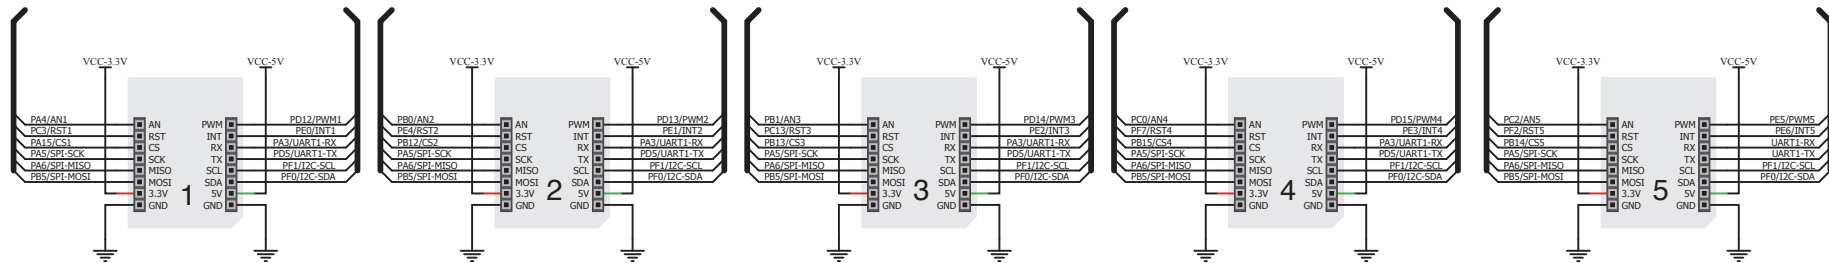 VCC-3.3V VCC-5V
PA4/AN1 AN PWM PD12/PWM1
PC3/RST1 RST INT PE0/INT1
PA15/CS1 CS RX PA3/UART1-RX
PA5/SPI-SCK SCK TX PD5/UART1-TX
PA6/SPI-MISO MISO SCL PF1/I2C-SCL
PB5/SPI-MOSI MOSI SDA PF0/I2C-SDA
3.3V 5V
GND GND
1
VCC-3.3V VCC-5V
PB0/AN2 AN PWM PD13/PWM2
PE4/RST2 RST INT PE1/INT2
PB12/CS2 CS RX PA3/UART1-RX
PA5/SPI-SCK SCK TX PD5/UART1-TX
PA6/SPI-MISO MISO SCL PF1/I2C-SCL
PB5/SPI-MOSI MOSI SDA PF0/I2C-SDA
3.3V 5V
GND GND
2
VCC-3.3V VCC-5V
PB1/AN3 AN PWM PD14/PWM3
PC13/RST3 RST INT PE2/INT3
PB13/CS3 CS RX PA3/UART1-RX
PA5/SPI-SCK SCK TX PD5/UART1-TX
PA6/SPI-MISO MISO SCL PF1/I2C-SCL
PB5/SPI-MOSI MOSI SDA PF0/I2C-SDA
3.3V 5V
GND GND
3
VCC-3.3V VCC-5V
PC0/AN4 AN PWM PD15/PWM4
PF7/RST4 RST INT PE3/INT4
PB15/CS4 CS RX PA3/UART1-RX
PA5/SPI-SCK SCK TX PD5/UART1-TX
PA6/SPI-MISO MISO SCL PF1/I2C-SCL
PB5/SPI-MOSI MOSI SDA PF0/I2C-SDA
3.3V 5V
GND GND
4
VCC-3.3V VCC-5V
PC2/AN5 AN PWM PE5/PWM5
PF2/RST5 RST INT PE6/INT5
PB14/CS5 CS RX UART1-RX
PA5/SPI-SCK SCK TX UART1-TX
PA6/SPI-MISO MISO SCL PF1/I2C-SCL
PB5/SPI-MOSI MOSI SDA PF0/I2C-SDA
3.3V 5V
GND GND
5